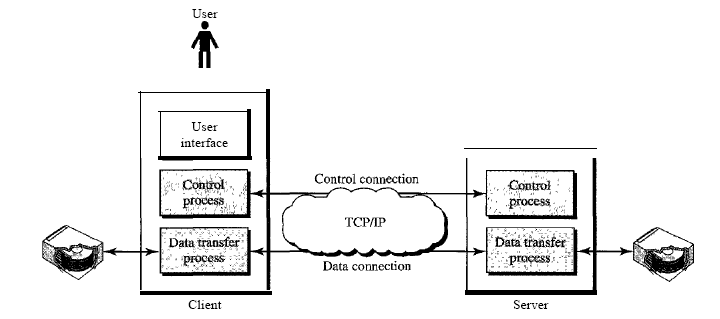 User
User
interface
Control connection
Control
process
Control
process
TCP/IP
Data transfer
process
Data transfer
process
Data connection
Client
Server